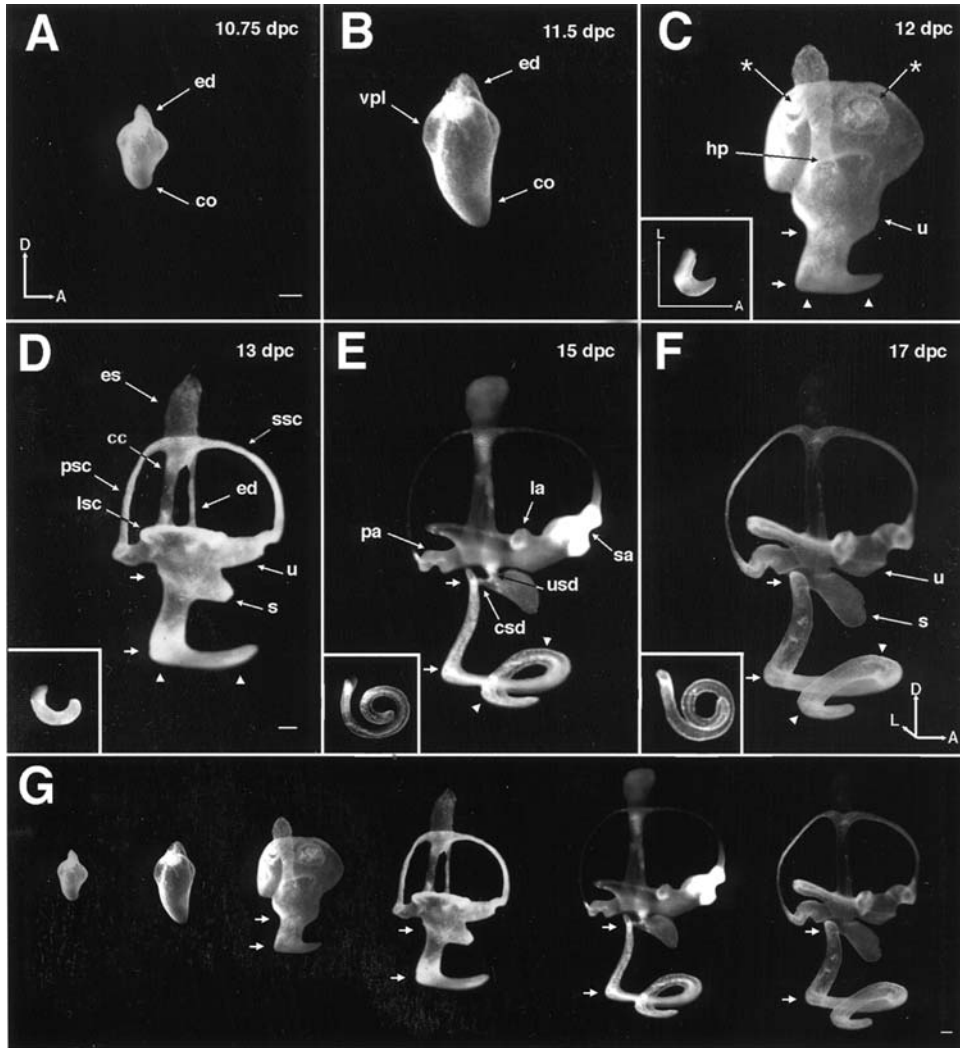 A
10.75 dpc
ed
co
D
A
B
11.5 dpc
ed
vpl
co
C
12 dpc
*
*
hp
u
L
A
D
13 dpc
es
ssc
cc
psc
ed
lsc
u
s
E
15 dpc
la
pa
sa
usd
csd
F
17 dpc
u
s
D
L
A
G